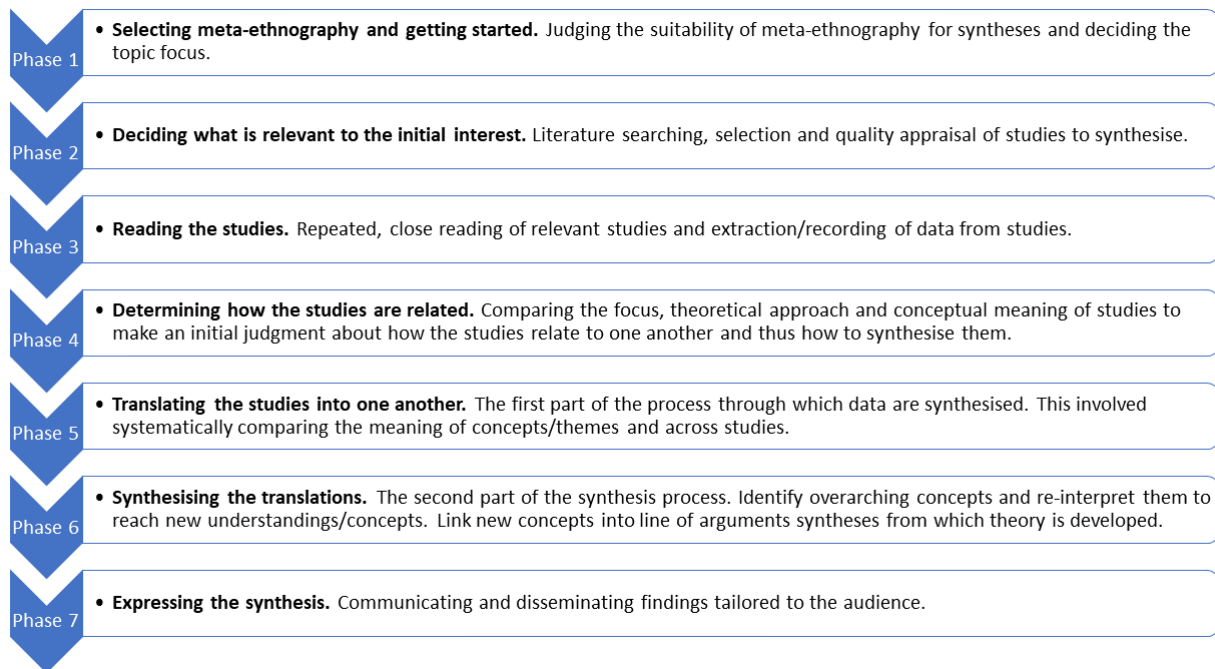 Phase 1
• Selecting meta-ethnography and getting started. Judging the suitability of meta-ethnography for syntheses and deciding the
topic focus.
Phase 2
• Deciding what is relevant to the initial interest. Literature searching, selection and quality appraisal of studies to synthesise.
Phase 3
• Reading the studies. Repeated, close reading of relevant studies and extraction/recording of data from studies.
Phase 4
• Determining how the studies are related. Comparing the focus, theoretical approach and conceptual meaning of studies to
make an initial judgment about how the studies relate to one another and thus how to synthesise them.
Phase 5
• Translating the studies into one another. The first part of the process through which data are synthesised. This involved
systematically comparing the meaning of concepts/themes and across studies.
Phase 6
• Synthesising the translations. The second part of the synthesis process. Identify overarching concepts and re-interpret them to
reach new understandings/concepts. Link new concepts into line of arguments syntheses from which theory is developed.
Phase 7
• Expressing the synthesis. Communicating and disseminating findings tailored to the audience.